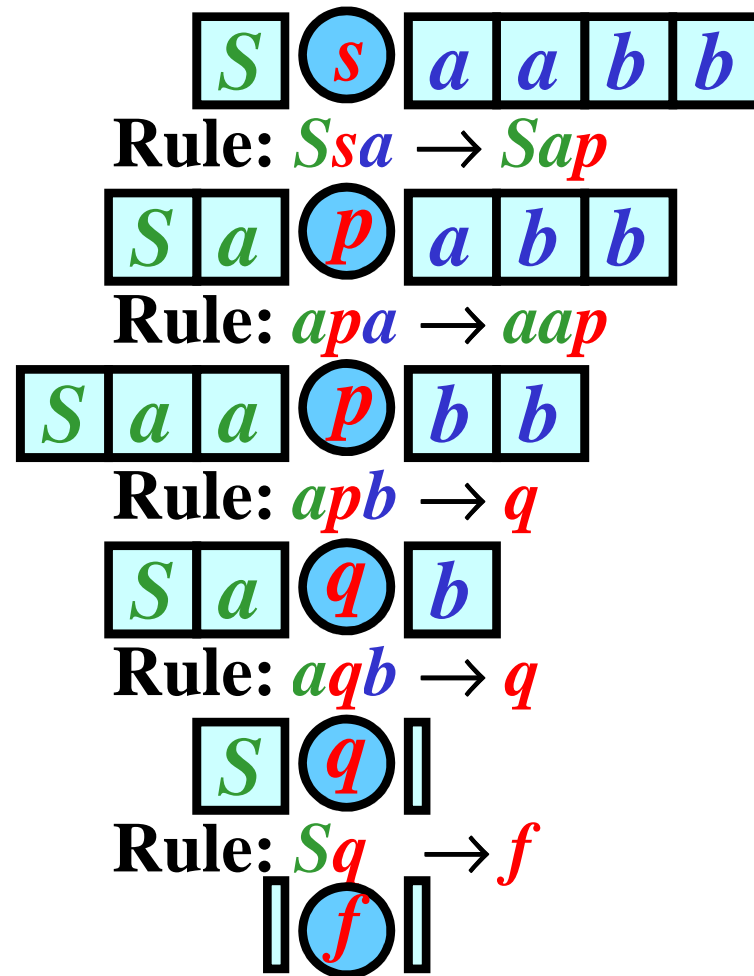 S s a a b b
Rule: Ssa → Sap
S a p a b b
Rule: apa → aap
S a a p b b
Rule: apb → q
S a q b
Rule: aqb → q
S q
Rule: Sq → f
f